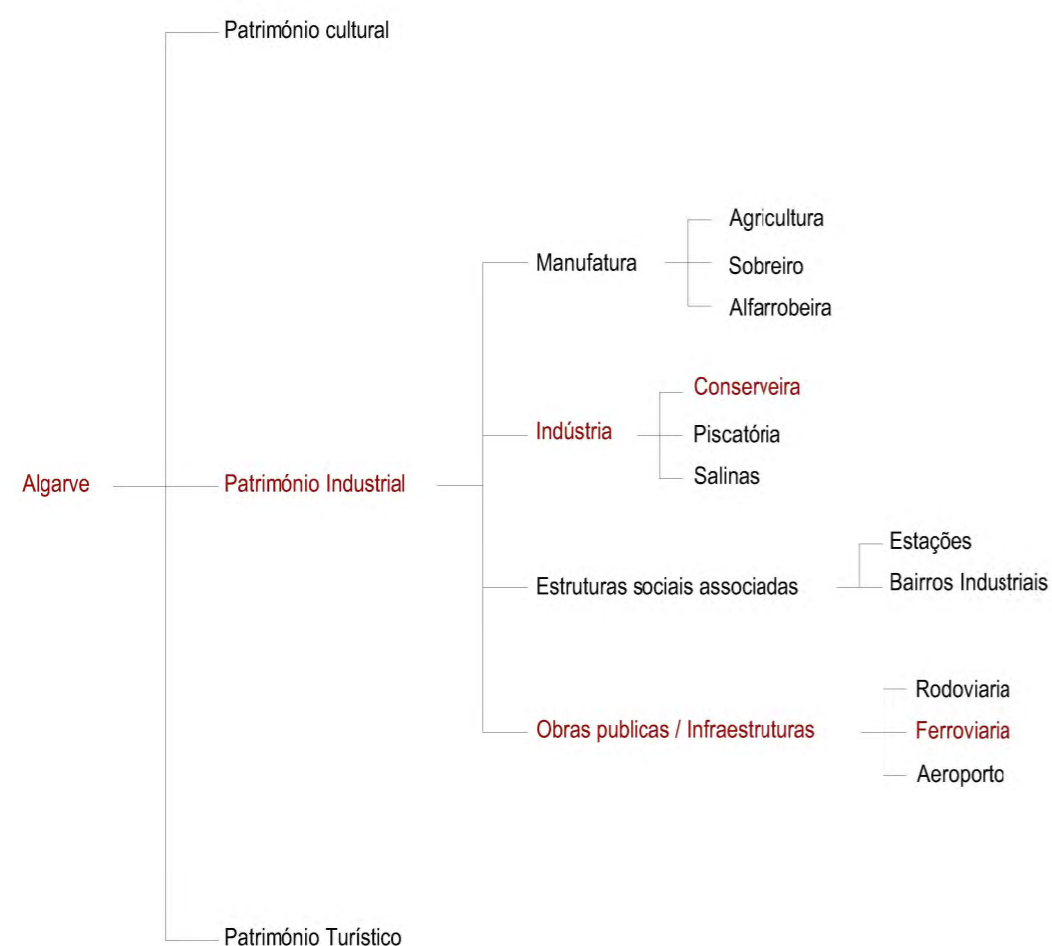 Património cultural
Agricultura
Manufatura
Sobreiro
Alfarrobeira
Conserveira
Indústria
Piscatória
Salinas
Algarve
Património Industrial
Estações
Estruturas sociais associadas
Bairros Industriais
Rodoviaria
Obras publicas / Infraestruturas
Ferroviaria
Aeroporto
Património Turístico